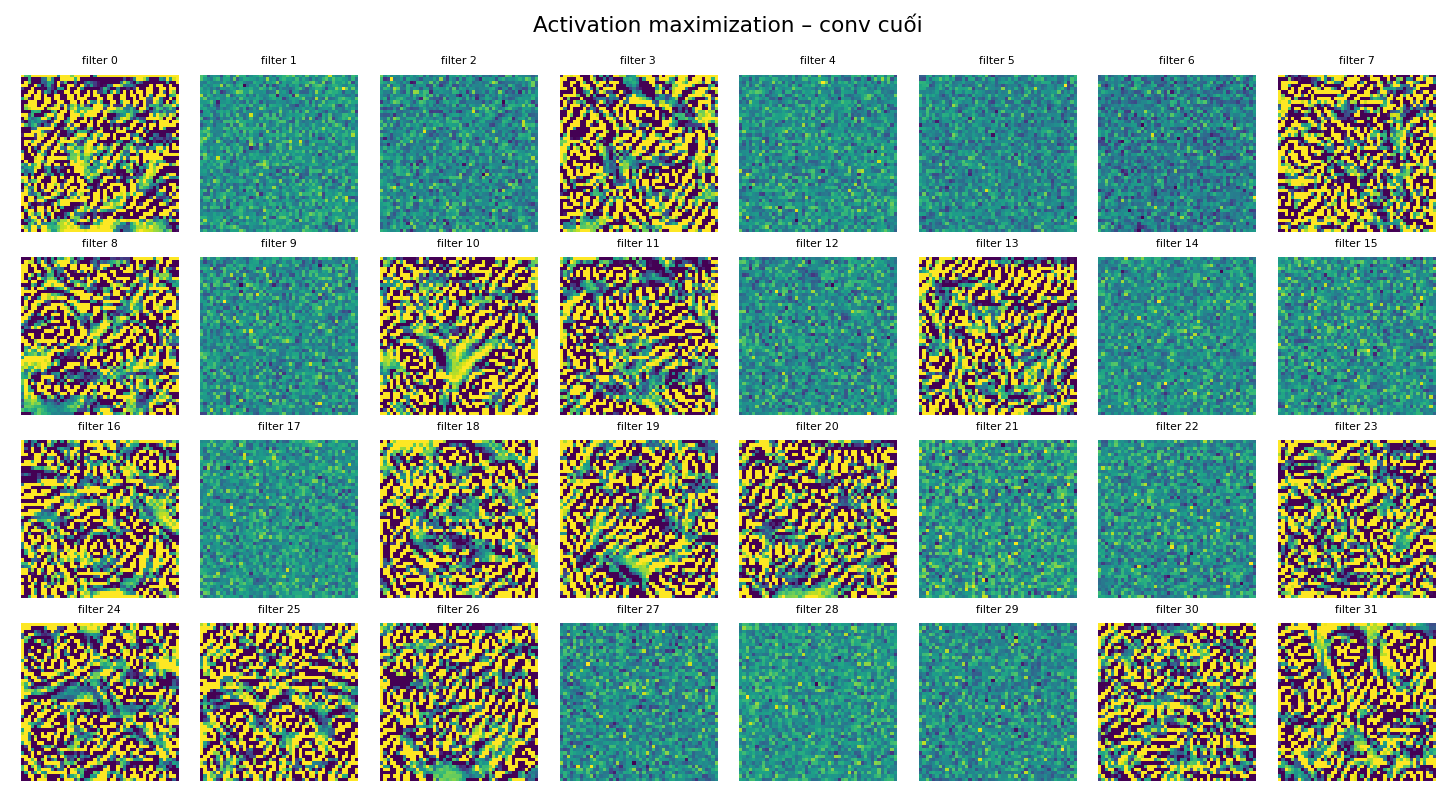 Activation maximization – conv cuối
filter 0 filter 1 filter 2 filter 3 filter 4 filter 5 filter 6 filter 7
filter 8 filter 9 filter 10 filter 11 filter 12 filter 13 filter 14 filter 15
filter 16 filter 17 filter 18 filter 19 filter 20 filter 21 filter 22 filter 23
filter 24 filter 25 filter 26 filter 27 filter 28 filter 29 filter 30 filter 31